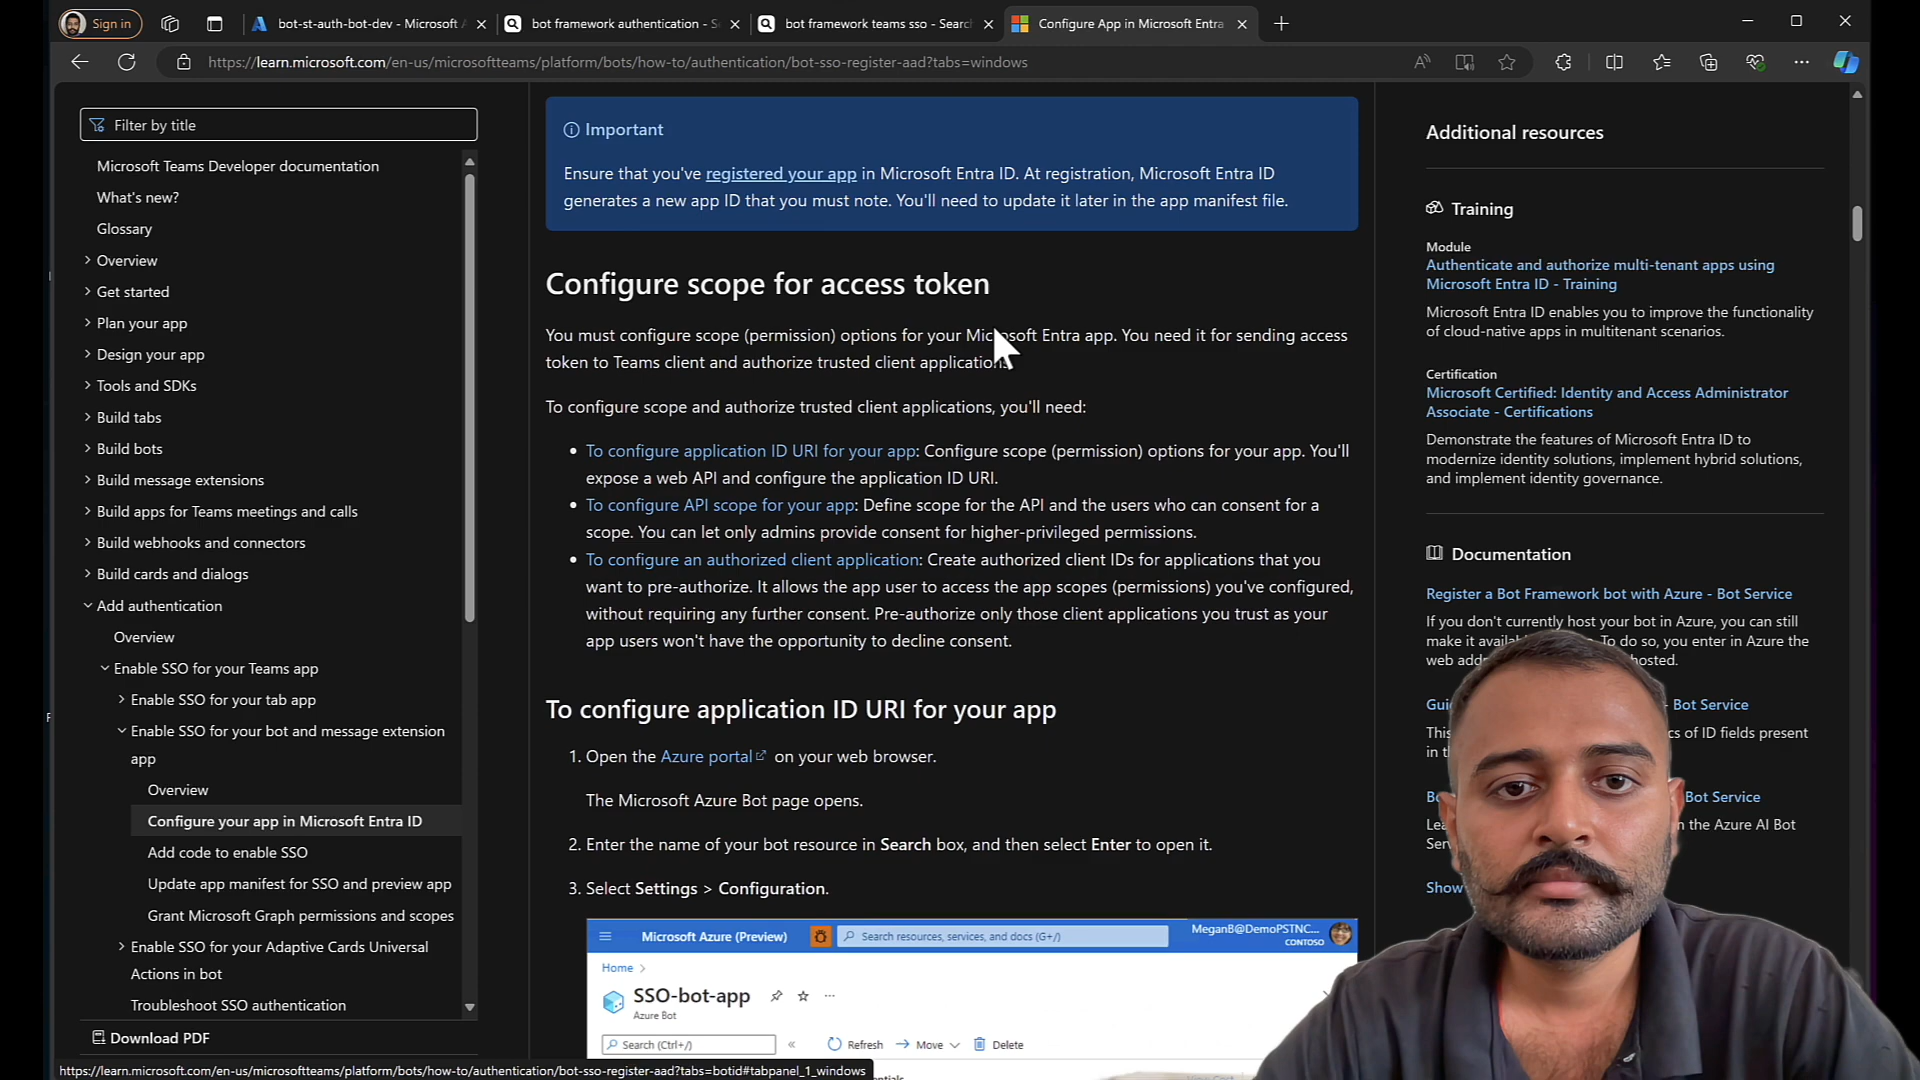 Sign in
bot-st-auth-bot-dev - Microsoft A
bot framework authentication - S
bot framework teams sso - Searc
Configure App in Microsoft Entra
https://learn.microsoft.com/en-us/microsoftteams/platform/bots/how-to/authentication/bot-sso-register-aad?tabs=windows
Filter by title
Microsoft Teams Developer documentation
What's new?
Glossary
Overview
Get started
Plan your app
Design your app
Tools and SDKs
Build tabs
Build bots
Build message extensions
Build apps for Teams meetings and calls
Build webhooks and connectors
Build cards and dialogs
Add authentication
Overview
Enable SSO for your Teams app
Enable SSO for your tab app
Enable SSO for your bot and message extension
app
Overview
Configure your app in Microsoft Entra ID
Add code to enable SSO
Update app manifest for SSO and preview app
Grant Microsoft Graph permissions and scopes
Enable SSO for your Adaptive Cards Universal
Actions in bot
Troubleshoot SSO authentication
Download PDF
https://learn.microsoft.com/en-us/microsoftteams/platform/bots/how-to/authentication/bot-sso-register-aad?tabs=botid#tabpanel_1_windows
Important
Ensure that you've registered your app in Microsoft Entra ID. At registration, Microsoft Entra ID
generates a new app ID that you must note. You'll need to update it later in the app manifest file.
Configure scope for access token
You must configure scope (permission) options for your Microsoft Entra app. You need it for sending access
token to Teams client and authorize trusted client applications
To configure scope and authorize trusted client applications, you'll need:
• To configure application ID URI for your app: Configure scope (permission) options for your app. You'll
expose a web API and configure the application ID URI.
• To configure API scope for your app: Define scope for the API and the users who can consent for a
scope. You can let only admins provide consent for higher-privileged permissions.
• To configure an authorized client application: Create authorized client IDs for applications that you
want to pre-authorize. It allows the app user to access the app scopes (permissions) you've configured,
without requiring any further consent. Pre-authorize only those client applications you trust as your
app users won't have the opportunity to decline consent.
To configure application ID URI for your app
1. Open the Azure portal on your web browser.
The Microsoft Azure Bot page opens.
2. Enter the name of your bot resource in Search box, and then select Enter to open it.
3. Select Settings > Configuration.
Microsoft Azure (Preview)
Search resources, services, and docs (G+/)
MeganB@DemoPSTNC...
CONTOSO
Home >
SSO-bot-app
Azure Bot
Search (Ctrl+/)
«
Refresh
Move
Delete
Additional resources
Training
Module
Authenticate and authorize multi-tenant apps using
Microsoft Entra ID - Training
Microsoft Entra ID enables you to improve the functionality
of cloud-native apps in multitenant scenarios.
Certification
Microsoft Certified: Identity and Access Administrator
Associate - Certifications
Demonstrate the features of Microsoft Entra ID to
modernize identity solutions, implement hybrid solutions,
and implement identity governance.
Documentation
Register a Bot Framework bot with Azure - Bot Service
If you don't currently host your bot in Azure, you can still
make it To do so, you enter in Azure the
web hosted.
- Bot Service
This cs of ID fields present
in
Bot Service
n the Azure AI Bot
Show